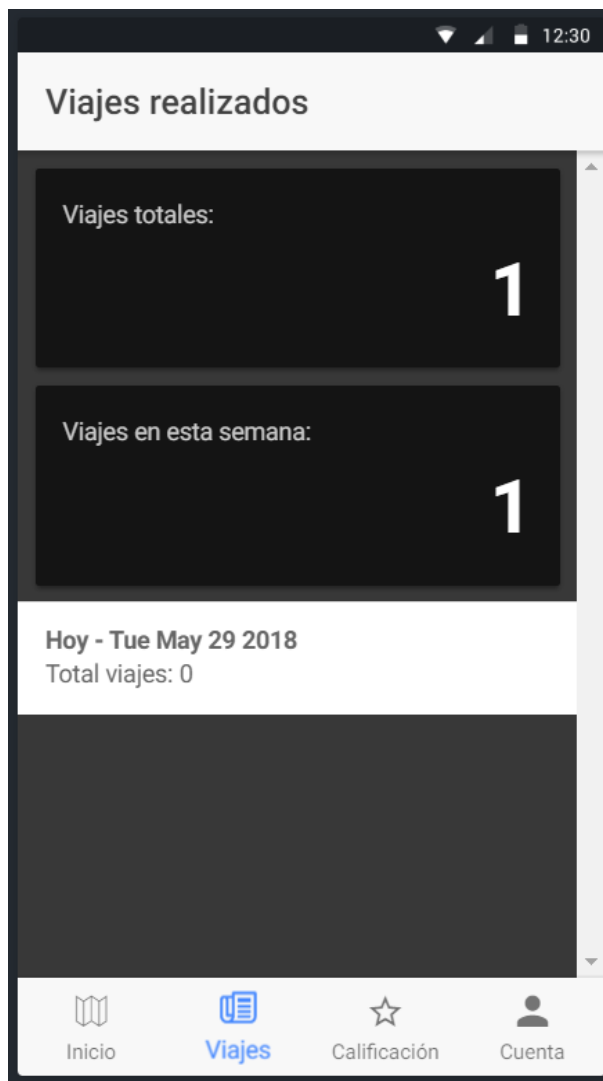 12:30
Viajes realizados
Viajes totales:
1
Viajes en esta semana:
1
Hoy - Tue May 29 2018
Total viajes: 0
Inicio
Viajes
Calificación
Cuenta